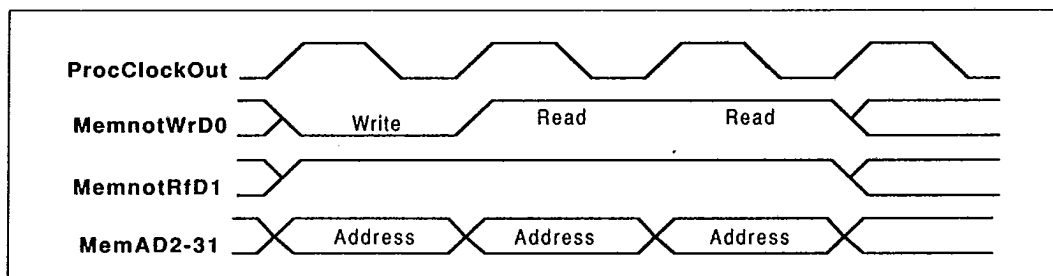 ProcClockOut
MemnotWrD0 Write Read Read
MemnotRfD1
MemAD2-31 Address Address Address